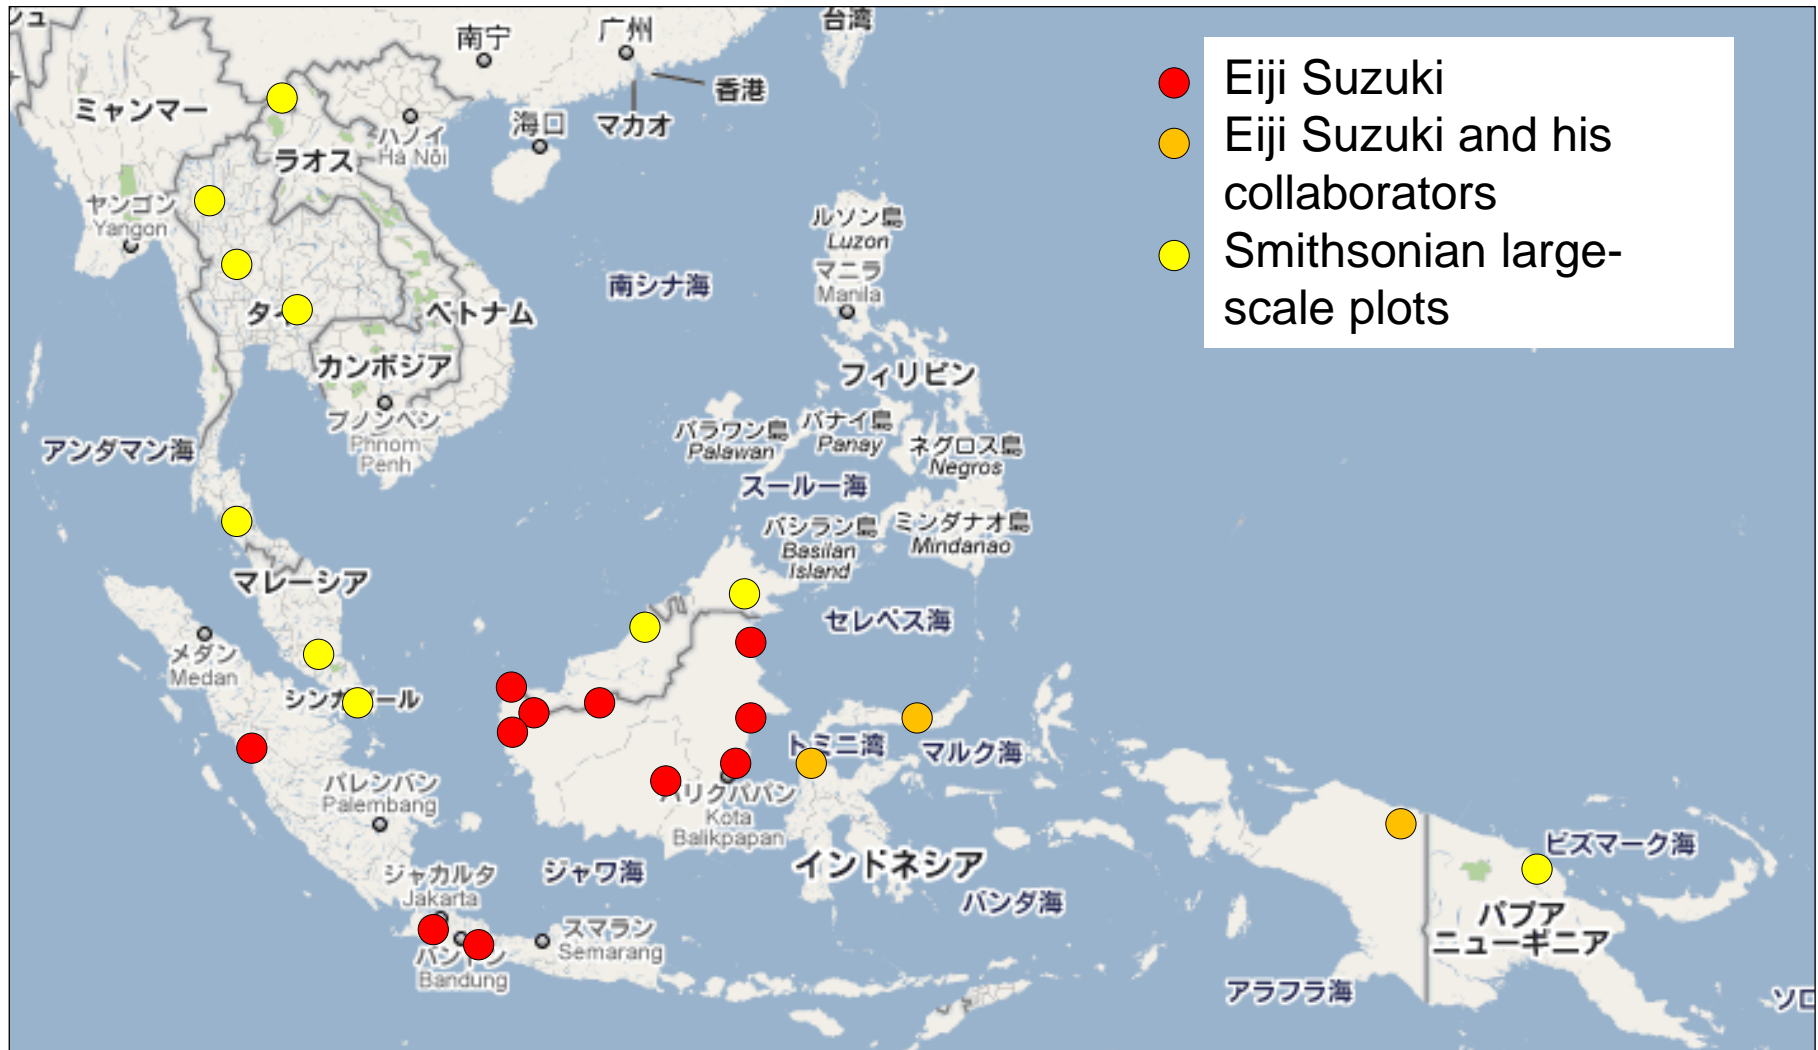 シュ
南宁
广州
台湾
香港
ミャンマー
ハノイ
Hà Nội
海口
マカオ
ラオス
ヤンゴン
Yangon
ルソン島
Luzon
マニラ
Manila
南シナ海
ベトナム
カンボジア
フィリピン
プノンペン
Phnom
Penh
アンダマン海
パラワン島
Palawan
パナイ島
Panay
ネグロス島
Negros
スールー海
バシラン島
Basilan
Island
ミンダナオ島
Mindanao
マレーシア
セレベス海
メダン
Medan
トミニ湾
マルク海
パレンバン
Palembang
Kota
Balikpapan
ジャカルタ
Jakarta
ジャワ海
インドネシア
バンダ海
ビズマーク海
パプア
ニューギニア
スマラン
Semarang
Bandung
アラフラ海
ソロ
Eiji Suzuki
Eiji Suzuki and his
collaborators
Smithsonian large-
scale plots